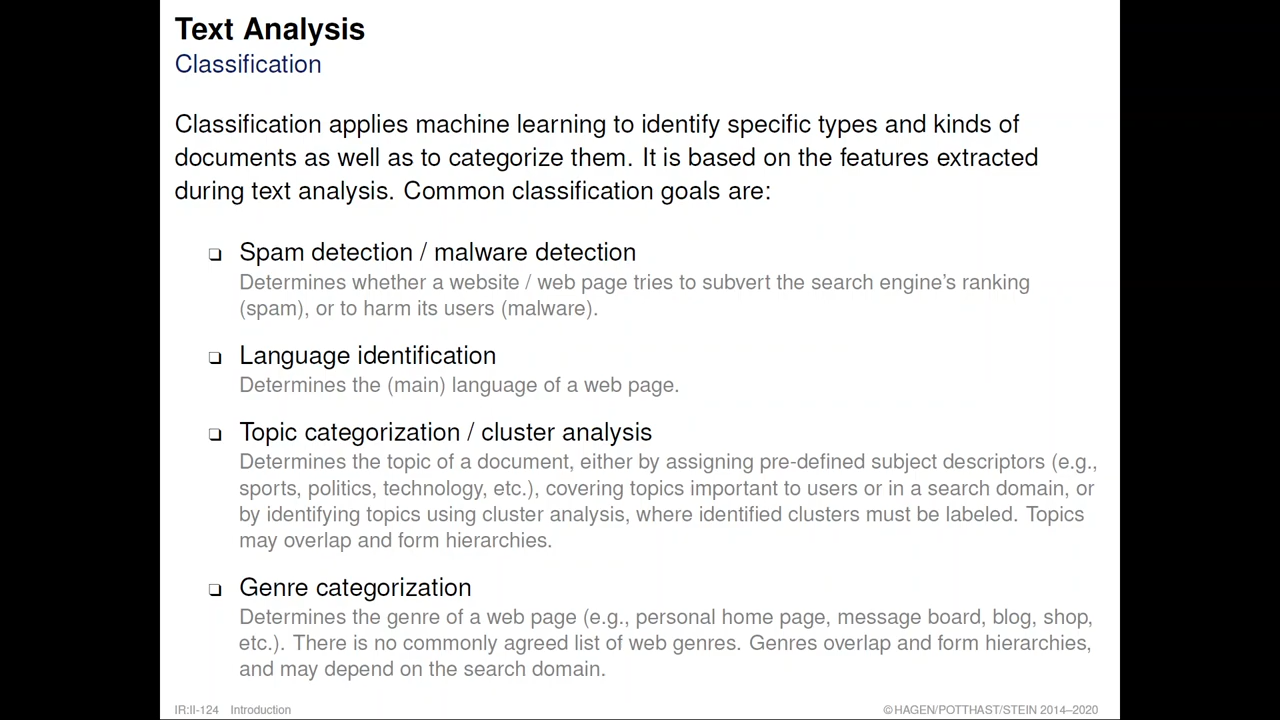 Text Analysis
Classification
Classification applies machine learning to identify specific types and kinds of
documents as well as to categorize them. It is based on the features extracted
during text analysis. Common classification goals are:
❑ Spam detection / malware detection
Determines whether a website / web page tries to subvert the search engine’s ranking
(spam), or to harm its users (malware).
❑ Language identification
Determines the (main) language of a web page.
❑ Topic categorization / cluster analysis
Determines the topic of a document, either by assigning pre-defined subject descriptors (e.g.,
sports, politics, technology, etc.), covering topics important to users or in a search domain, or
by identifying topics using cluster analysis, where identified clusters must be labeled. Topics
may overlap and form hierarchies.
❑ Genre categorization
Determines the genre of a web page (e.g., personal home page, message board, blog, shop,
etc.). There is no commonly agreed list of web genres. Genres overlap and form hierarchies,
and may depend on the search domain.
IR:II-124 Introduction ©HAGEN/POTTHAST/STEIN 2014–2020